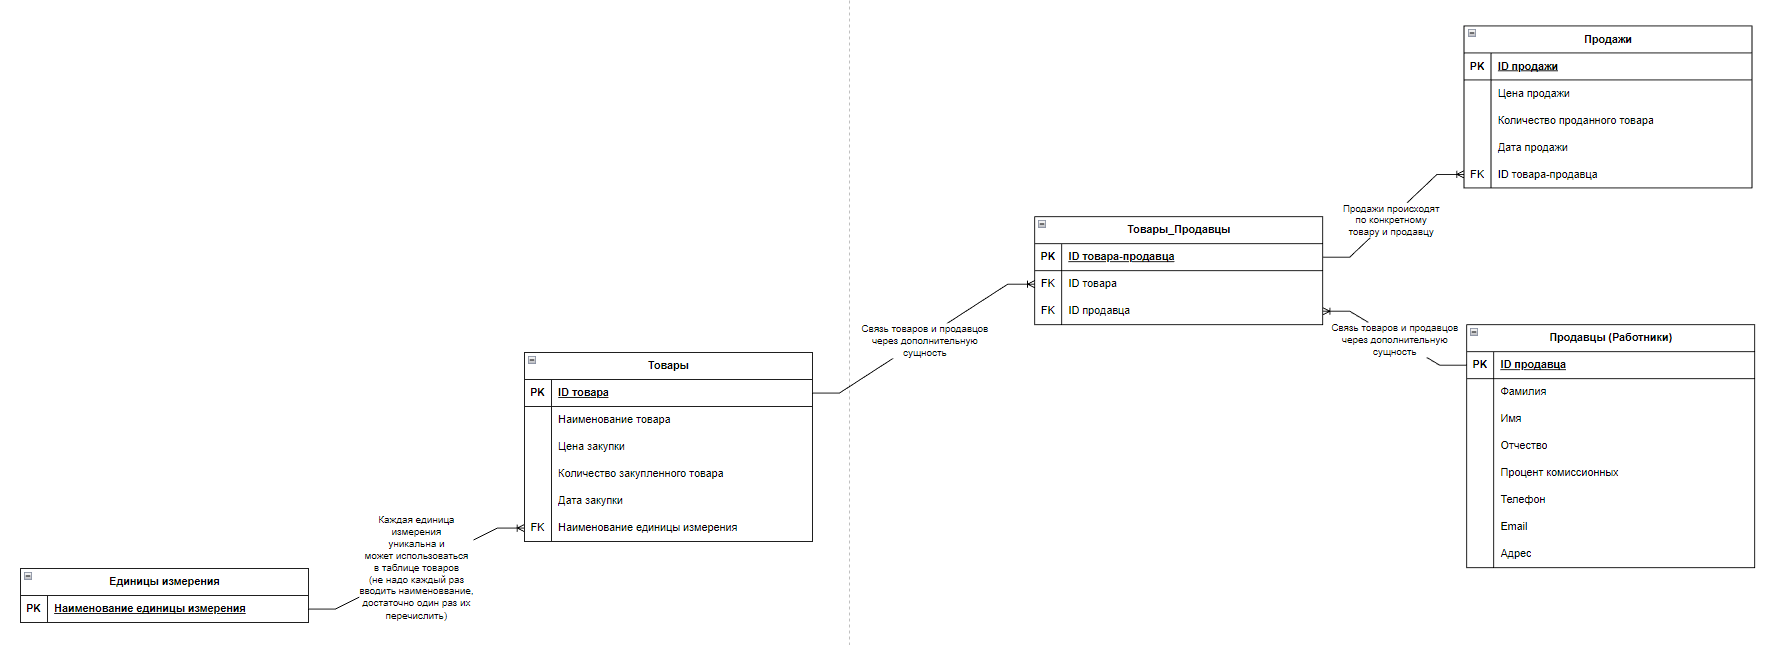 Продажи
PK ID продажи
Цена продажи
Количество проданного товара
Дата продажи
FK ID товара-продавца
Продажи происходят
по конкретному
товару и продавцу
Товары_Продавцы
PK ID товара-продавца
FK ID товара
FK ID продавца
Связь товаров и продавцов
через дополнительную
сущность
Связь товаров и продавцов
через дополнительную
сущность
Продавцы (Работники)
PK ID продавца
Фамилия
Имя
Отчество
Процент комиссионных
Телефон
Email
Адрес
Товары
PK ID товара
Наименование товара
Цена закупки
Количество закупленного товара
Дата закупки
FK Наименование единицы измерения
Каждая единица
измерения
уникальна и
может использоваться
в таблице товаров
(не надо каждый раз
вводить наименоввание,
достаточно один раз их
перечислить)
Единицы измерения
PK Наименование единицы измерения